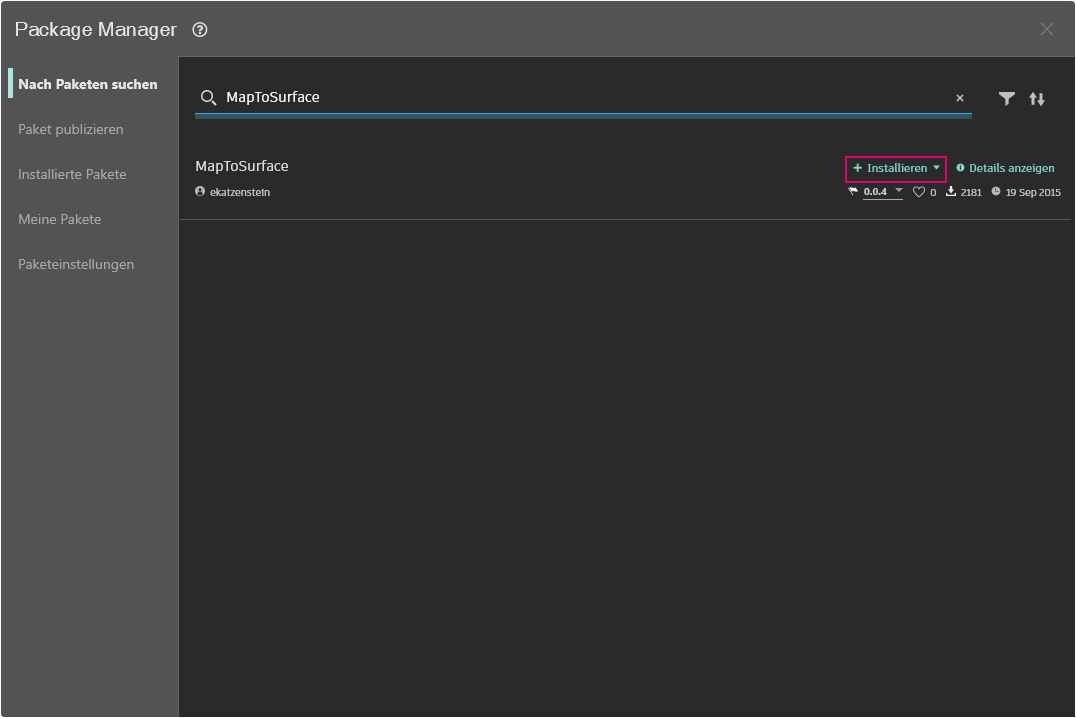 Package Manager
Nach Paketen suchen
Paket publizieren
Installierte Pakete
Meine Pakete
Paketeinstellungen
MapToSurface
MapToSurface
Installieren
Details anzeigen
ekatzenstein
0.0.4
0
2181
19 Sep 2015